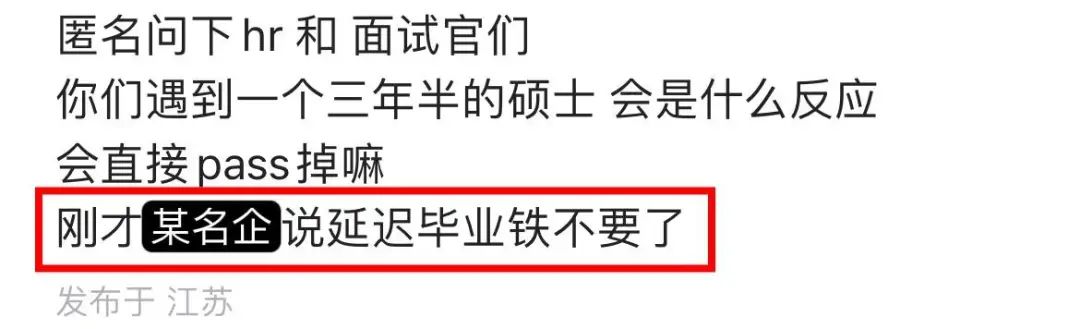 匿名问下hr 和 面试官们
你们遇到一个三年半的硕士 会是什么反应
会直接pass掉嘛
刚才某名企说延迟毕业铁不要了
发布于 江苏